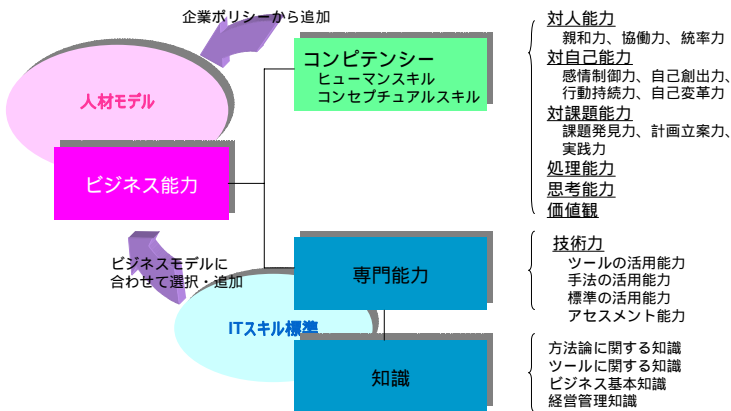 企業ポリシーから追加
人材モデル
ビジネス能力
ビジネスモデルに
合わせて選択・追加
ITスキル標準
コンピテンシー
ヒューマンスキル
コンセプチュアルスキル
専門能力
知識
対人能力
親和力、協働力、統率力
対自己能力
感情制御力、自己創出力、
行動持続力、自己変革力
対課題能力
課題発見力、計画立案力、
実践力
処理能力
思考能力
価値観
技術力
ツールの活用能力
手法の活用能力
標準の活用能力
アセスメント能力
方法論に関する知識
ツールに関する知識
ビジネス基本知識
経営管理知識